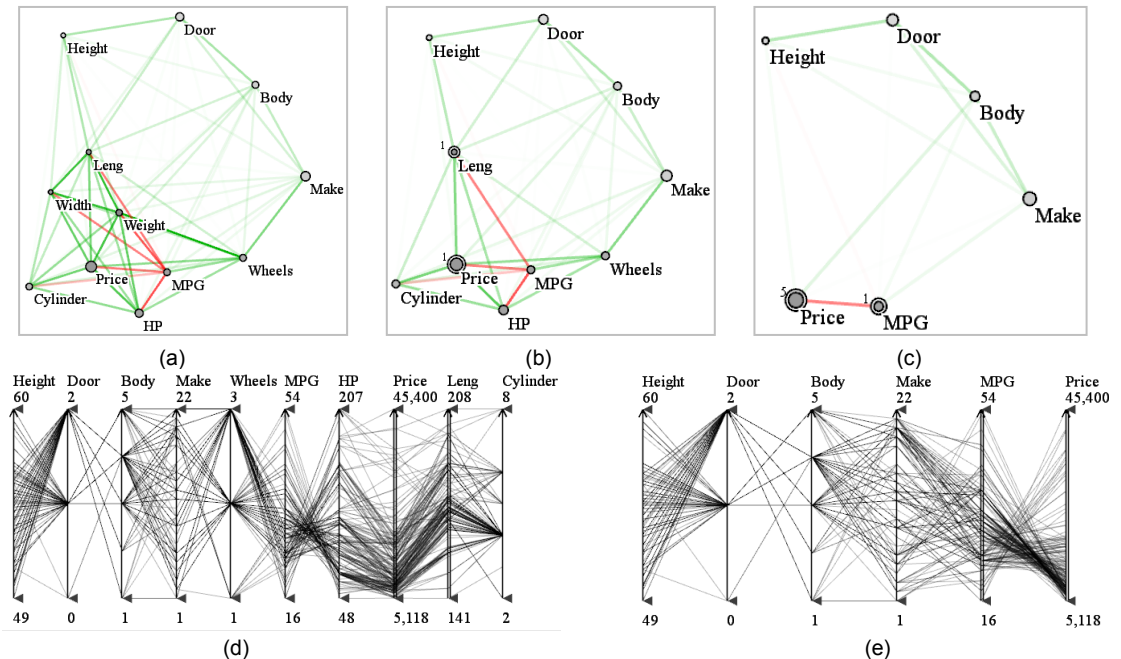 Door
Height
Body
Leng
Make
Width
Weight
Wheels
Price
MPG
Cylinder
HP
(a)
Door
Height
Body
1
Leng
Make
1
Wheels
Price
MPG
Cylinder
HP
(b)
Door
Height
Body
Make
5
1
Price
MPG
(c)
Height Door Body Make Wheels MPG HP Price Leng Cylinder
60 2 5 22 3 54 207 45,400 208 8
49 0 1 1 1 16 48 5,118 141 2
(d)
Height Door Body Make MPG Price
60 2 5 22 54 45,400
49 0 1 1 16 5,118
(e)